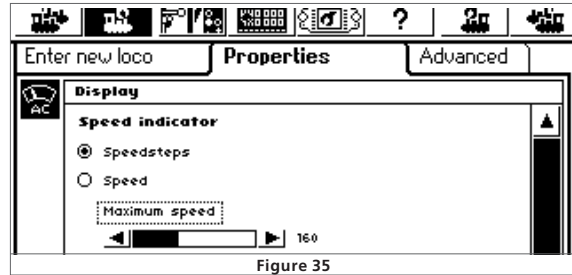 ?
Enter new loco Properties Advanced
AC
Display
Speed indicator
Speedsteps
Speed
Maximum speed
160
Figure 35